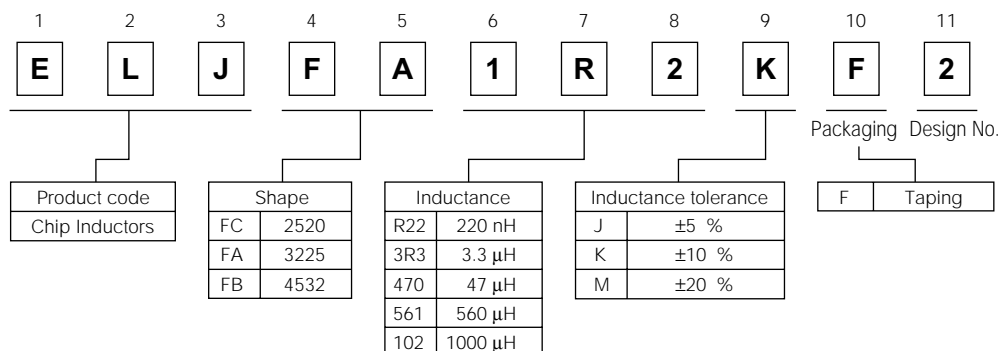 1 2 3 4 5 6 7 8 9 10 11
E L J F A 1 R 2 K F 2
Packaging Design No.
Product code
Chip Inductors
Shape
FC 2520
FA 3225
FB 4532
Inductance
R22 220 nH
3R3 3.3 μH
470 47 μH
561 560 μH
102 1000 μH
Inductance tolerance
J ±5 %
K ±10 %
M ±20 %
F Taping